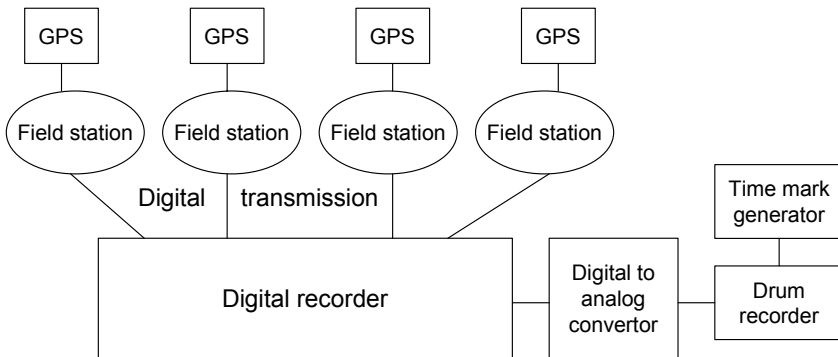 GPS
GPS
GPS
GPS
Field station
Field station
Field station
Field station
Digital transmission
Time mark
generator
Digital recorder
Digital to
analog
convertor
Drum
recorder